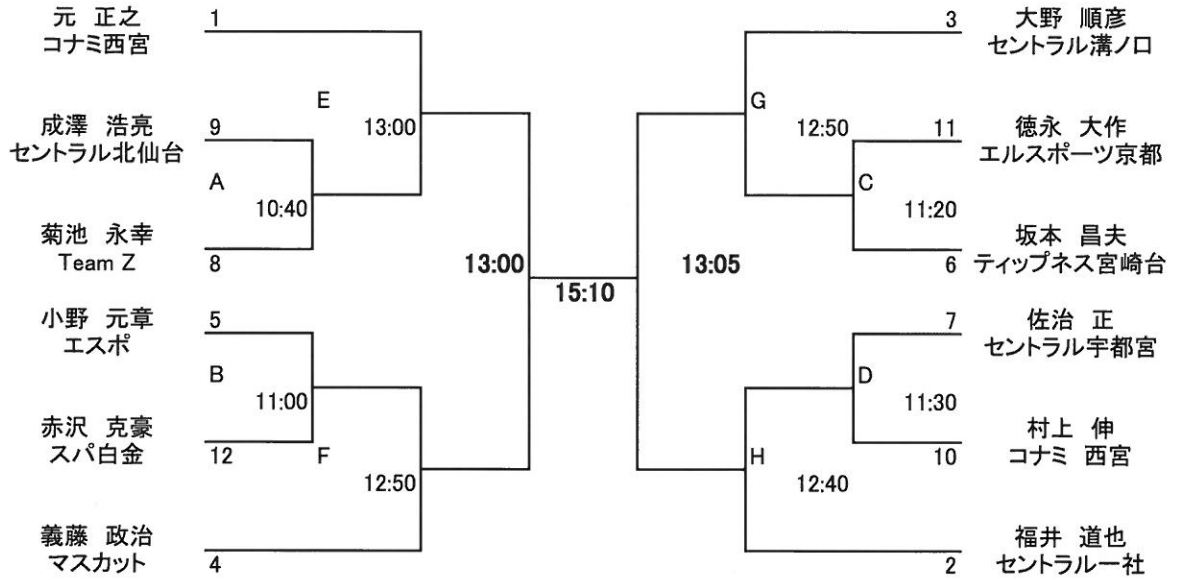 元 正之
コナミ西宮
1
成澤 浩亮
セントラル北仙台
9
菊池 永幸
Team Z
8
小野 元章
エスポ
5
赤沢 克豪
スパ白金
12
義藤 政治
マスカット
4
E
13:00
A
10:40
B
11:00
F
12:50
13:00
15:10
13:05
G
12:50
C
11:20
D
11:30
H
12:40
3
大野 順彦
セントラル溝ノ口
11
徳永 大作
エルスポーツ京都
坂本 昌夫
6
ティップネス宮崎台
7
佐治 正
セントラル宇都宮
村上 伸
10
コナミ 西宮
福井 道也
2
セントラル一社